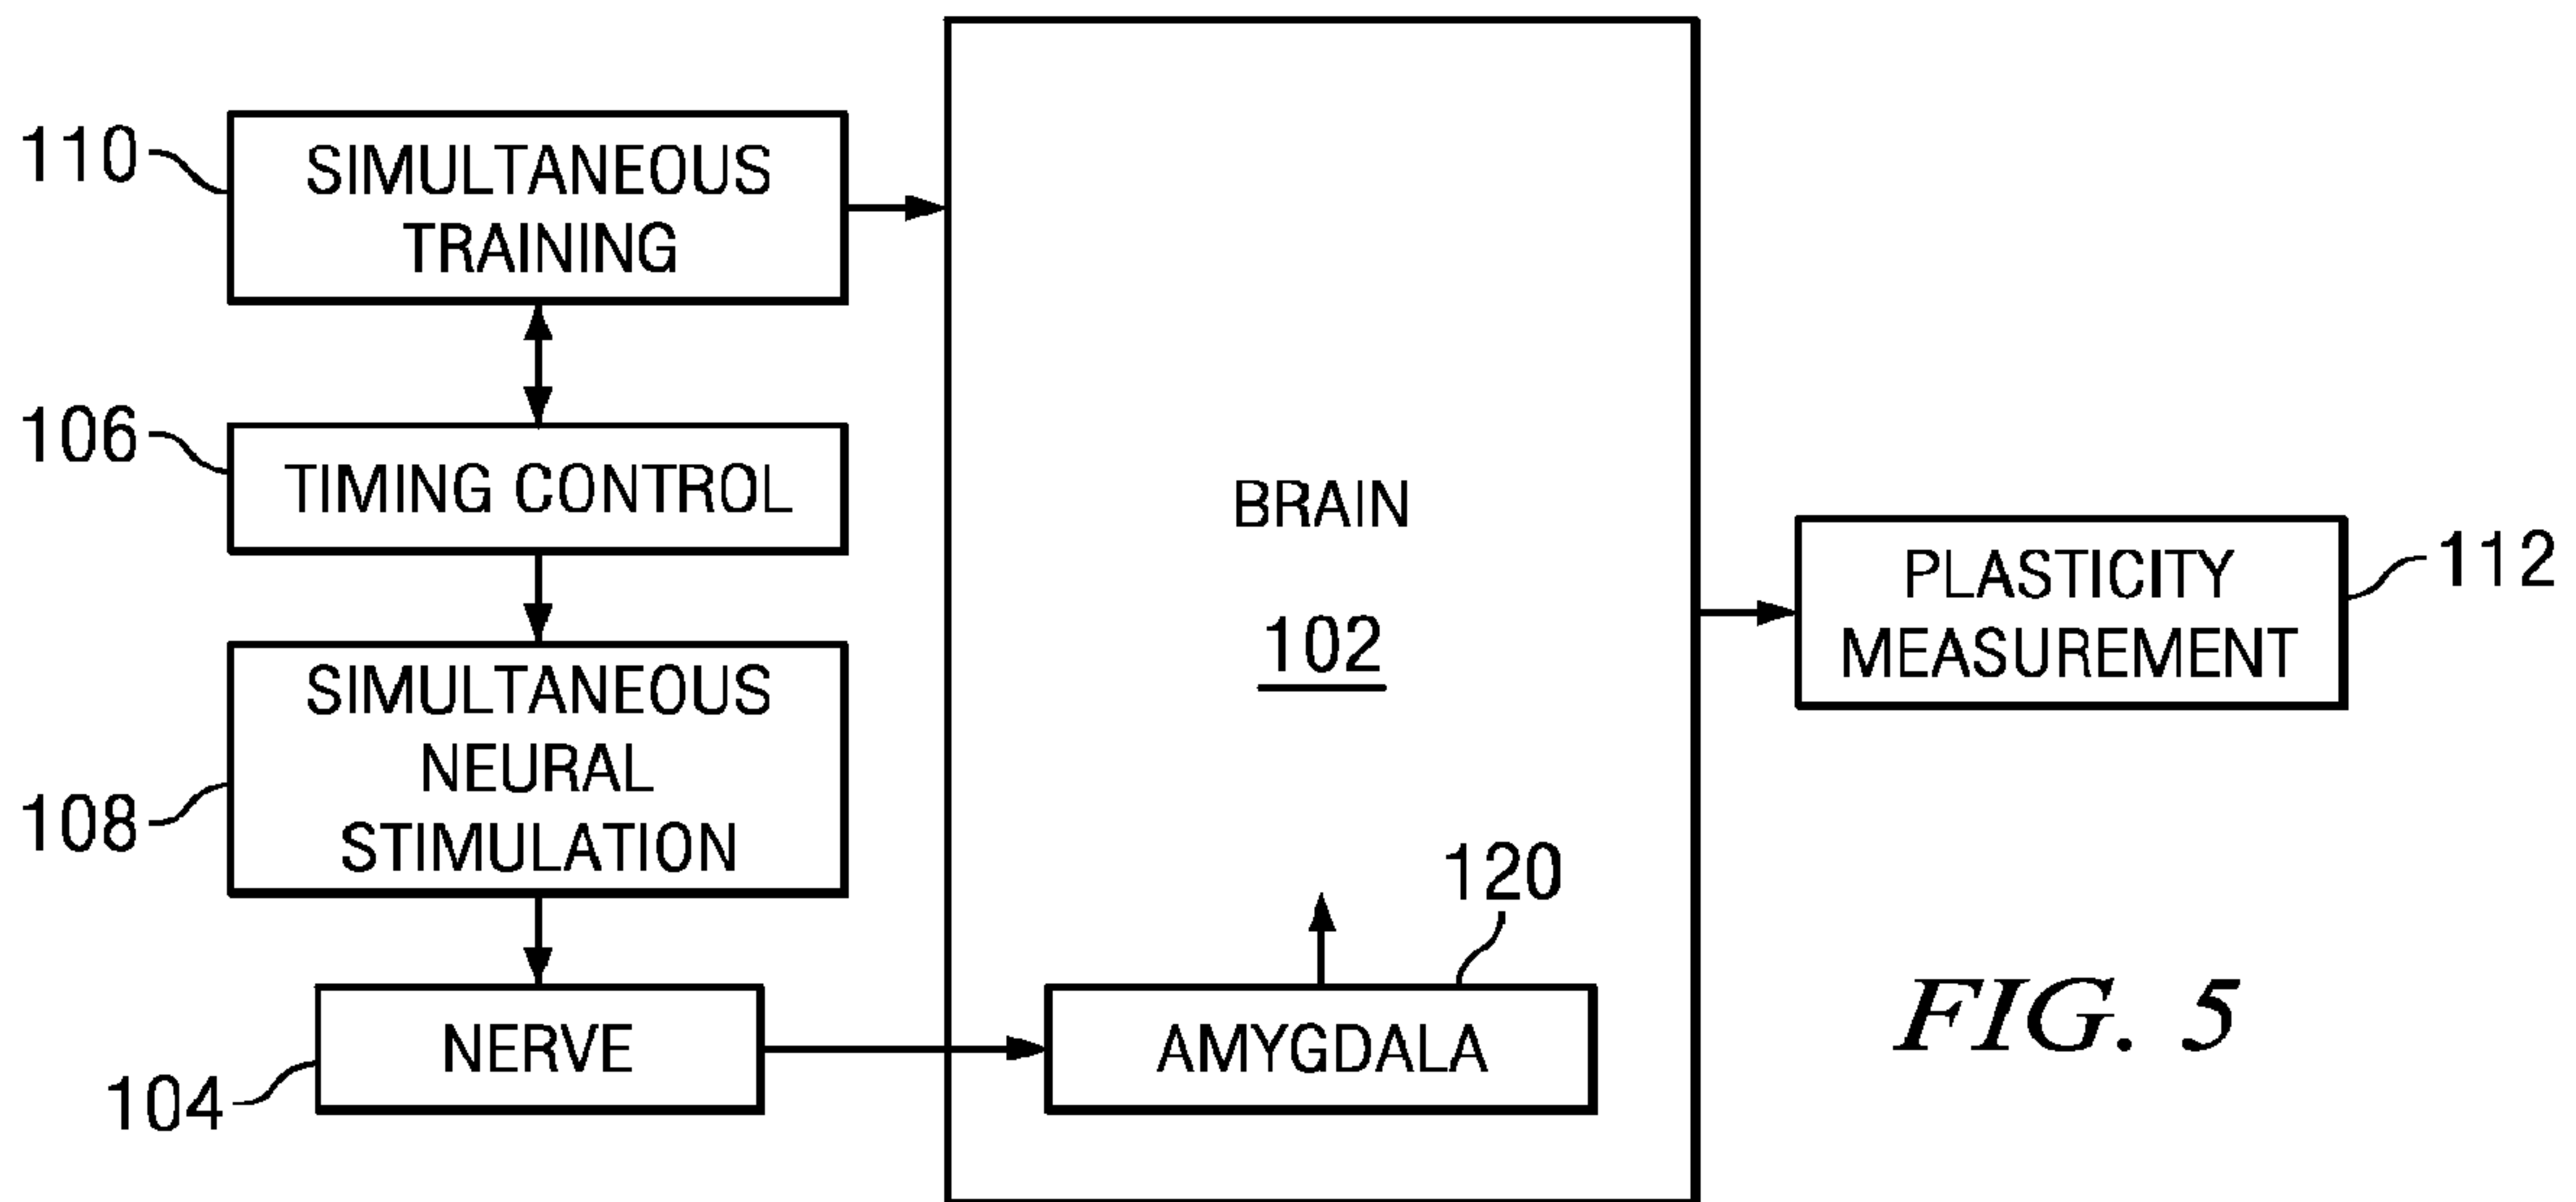 110
SIMULTANEOUS
TRAINING
106
TIMING CONTROL
108
SIMULTANEOUS
NEURAL
STIMULATION
104
NERVE
BRAIN
102
120
AMYGDALA
PLASTICITY
MEASUREMENT
112
FIG. 5